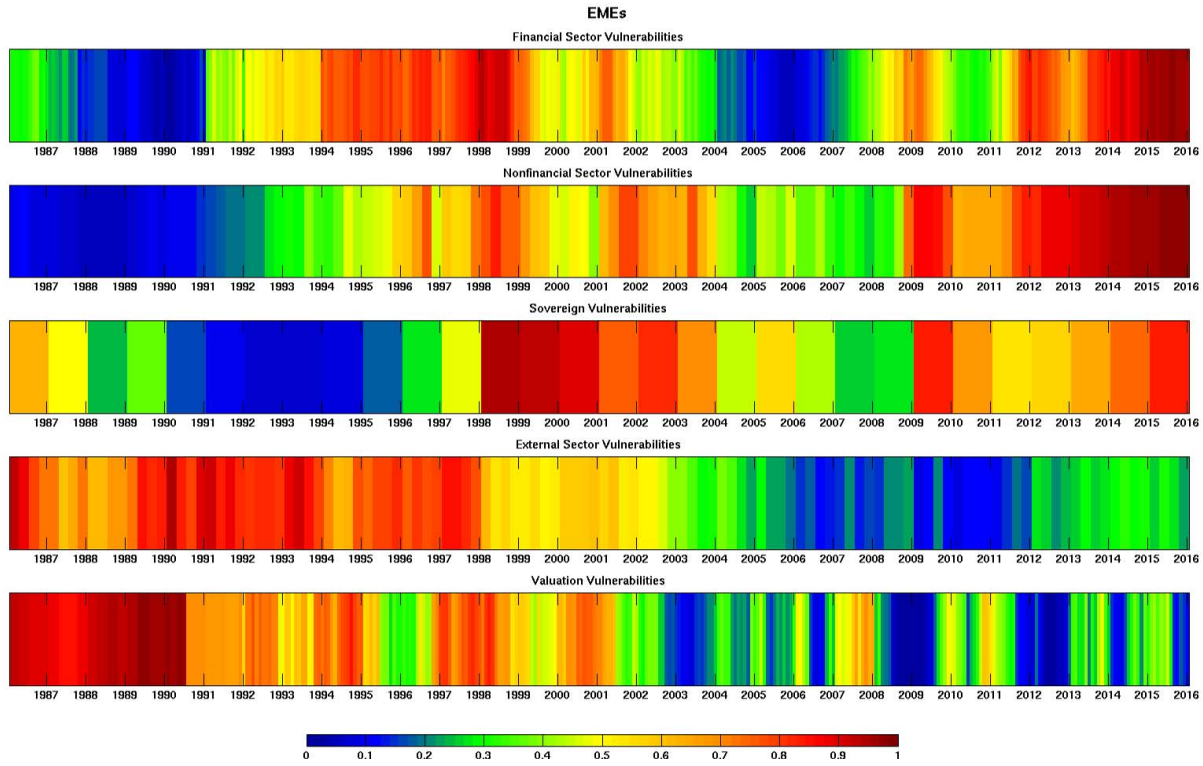 EMEs
Financial Sector Vulnerabilities
1987 1988 1989 1990 1991 1992 1993 1994 1995 1996 1997 1998 1999 2000 2001 2002 2003 2004 2005 2006 2007 2008 2009 2010 2011 2012 2013 2014 2015 2016
Nonfinancial Sector Vulnerabilities
1987 1988 1989 1990 1991 1992 1993 1994 1995 1996 1997 1998 1999 2000 2001 2002 2003 2004 2005 2006 2007 2008 2009 2010 2011 2012 2013 2014 2015 2016
Sovereign Vulnerabilities
1987 1988 1989 1990 1991 1992 1993 1994 1995 1996 1997 1998 1999 2000 2001 2002 2003 2004 2005 2006 2007 2008 2009 2010 2011 2012 2013 2014 2015 2016
External Sector Vulnerabilities
1987 1988 1989 1990 1991 1992 1993 1994 1995 1996 1997 1998 1999 2000 2001 2002 2003 2004 2005 2006 2007 2008 2009 2010 2011 2012 2013 2014 2015 2016
Valuation Vulnerabilities
1987 1988 1989 1990 1991 1992 1993 1994 1995 1996 1997 1998 1999 2000 2001 2002 2003 2004 2005 2006 2007 2008 2009 2010 2011 2012 2013 2014 2015 2016
0 0.1 0.2 0.3 0.4 0.5 0.6 0.7 0.8 0.9 1